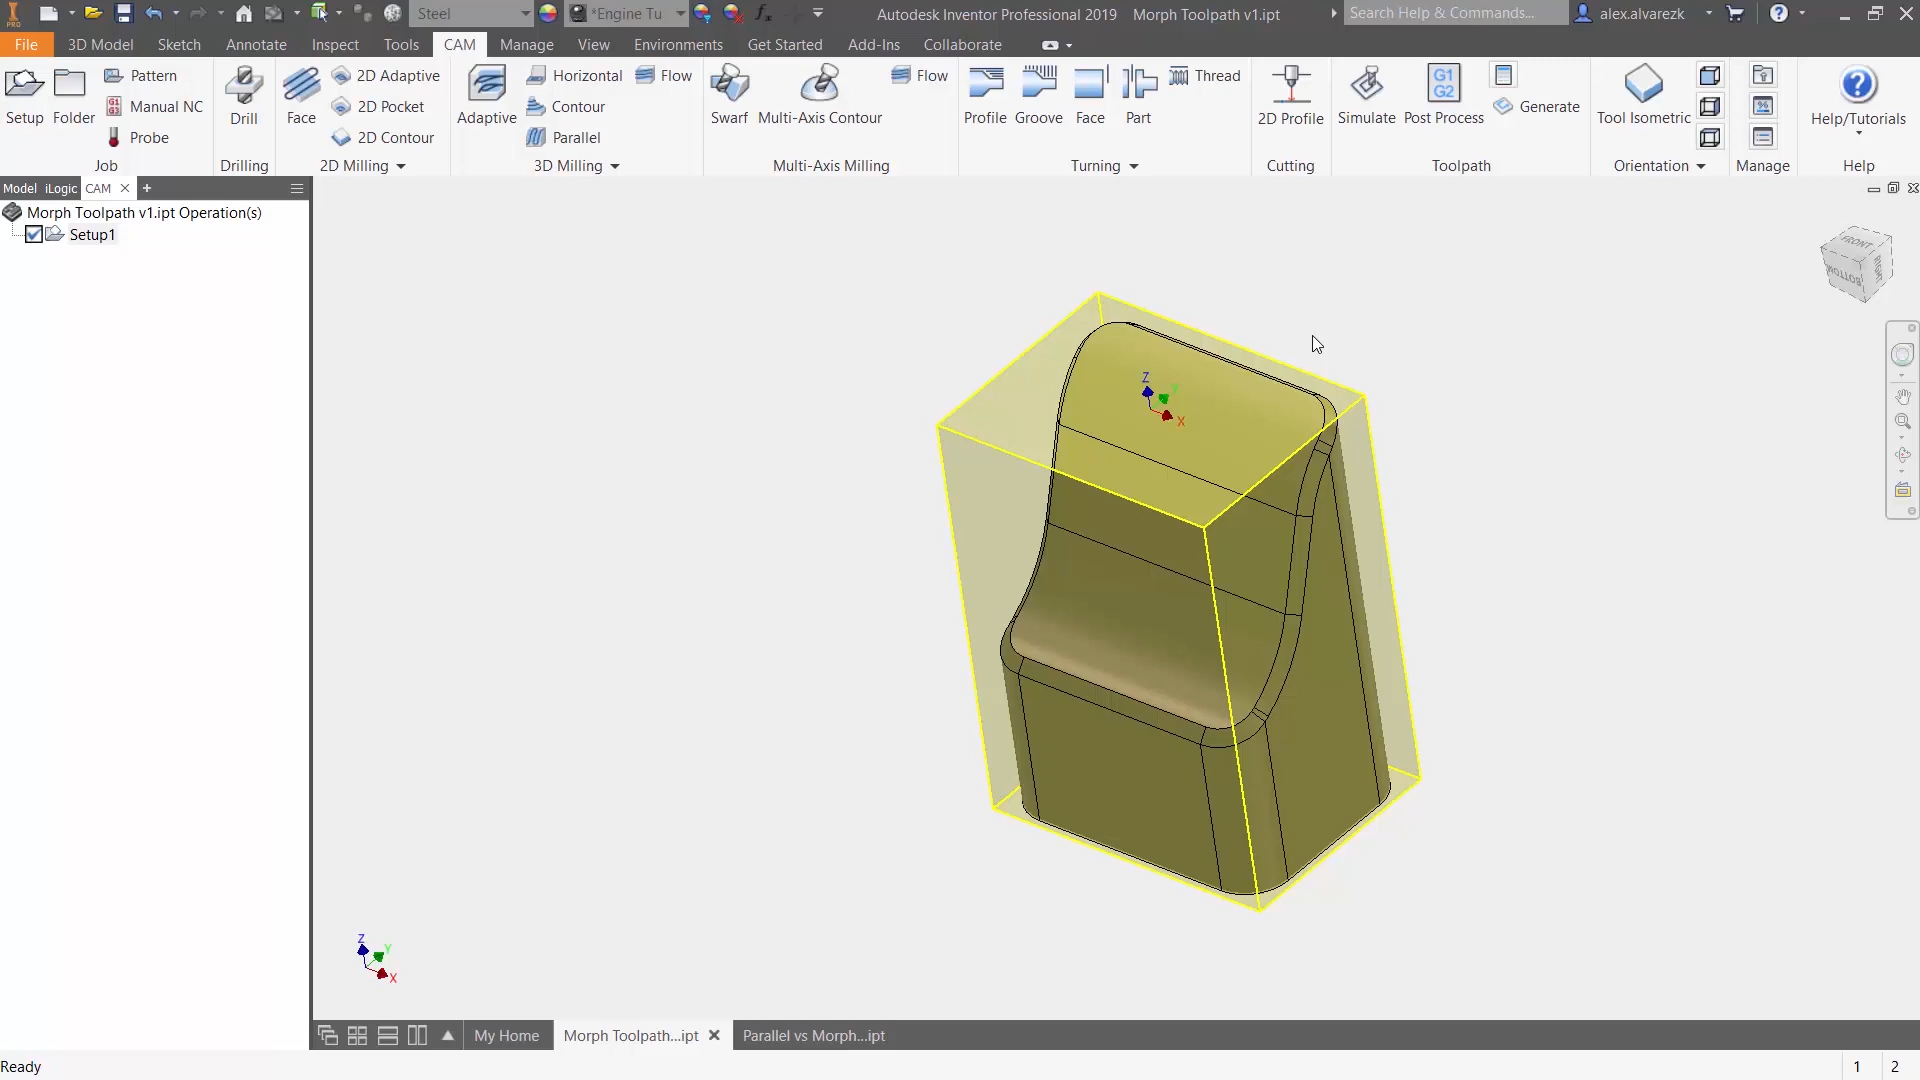 PRO Steel *Engine Tu fx Autodesk Inventor Professional 2019 Morph Toolpath v1.ipt Search Help & Commands... alex.alvarezk
File 3D Model Sketch Annotate Inspect Tools CAM Manage View Environments Get Started Add-Ins Collaborate
Setup Folder Pattern Manual NC Probe
Job
Drill
Drilling
Face 2D Adaptive 2D Pocket 2D Contour
2D Milling
Adaptive Horizontal Contour Parallel Flow
3D Milling
Swarf Multi-Axis Contour Flow
Multi-Axis Milling
Profile Groove Face Part Thread
Turning
2D Profile
Cutting
Simulate G1 G2 Post Process Generate
Toolpath
Tool Isometric
Orientation
Manage
Help/Tutorials
Help
Model iLogic CAM
Morph Toolpath v1.ipt Operation(s)
Setup1
FRONT
BOTTOM
RIGHT
Z
Y
X
Z
Y
X
My Home Morph Toolpath...ipt Parallel vs Morph...ipt
Ready 1 2